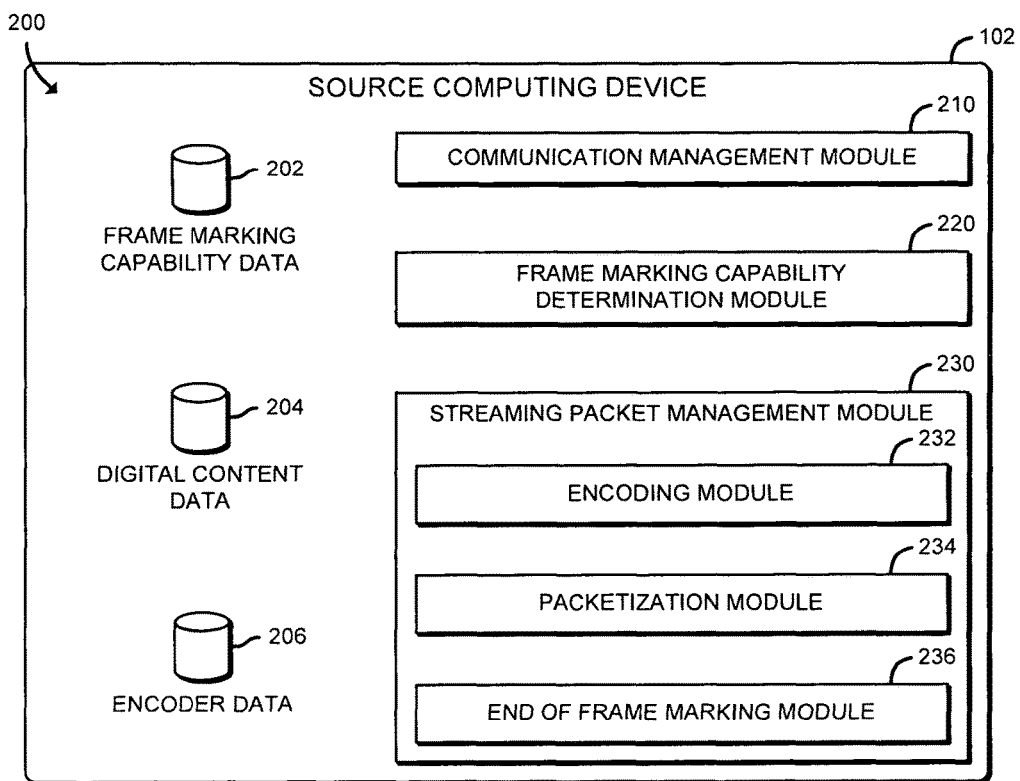 200
102
SOURCE COMPUTING DEVICE
210
COMMUNICATION MANAGEMENT MODULE
202
FRAME MARKING
CAPABILITY DATA
220
FRAME MARKING CAPABILITY
DETERMINATION MODULE
230
STREAMING PACKET MANAGEMENT MODULE
204
DIGITAL CONTENT
DATA
232
ENCODING MODULE
234
PACKETIZATION MODULE
206
ENCODER DATA
236
END OF FRAME MARKING MODULE